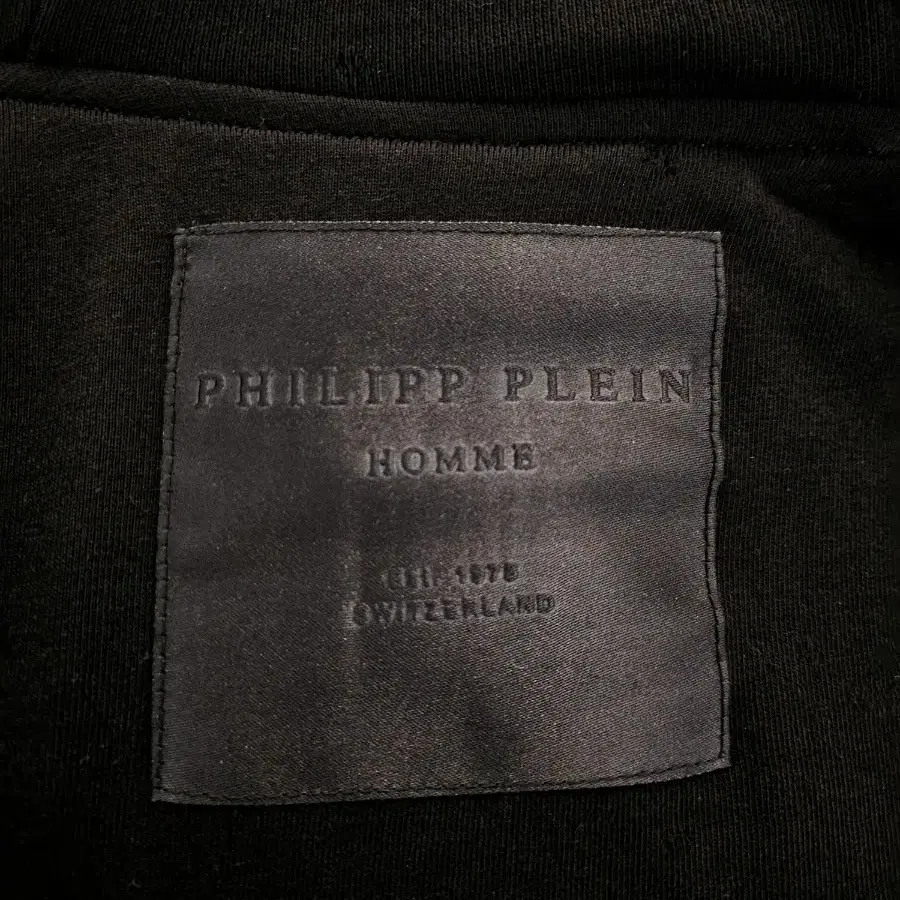 PHILIPP PLEIN
HOMME
EST. 1978
SWITZERLAND